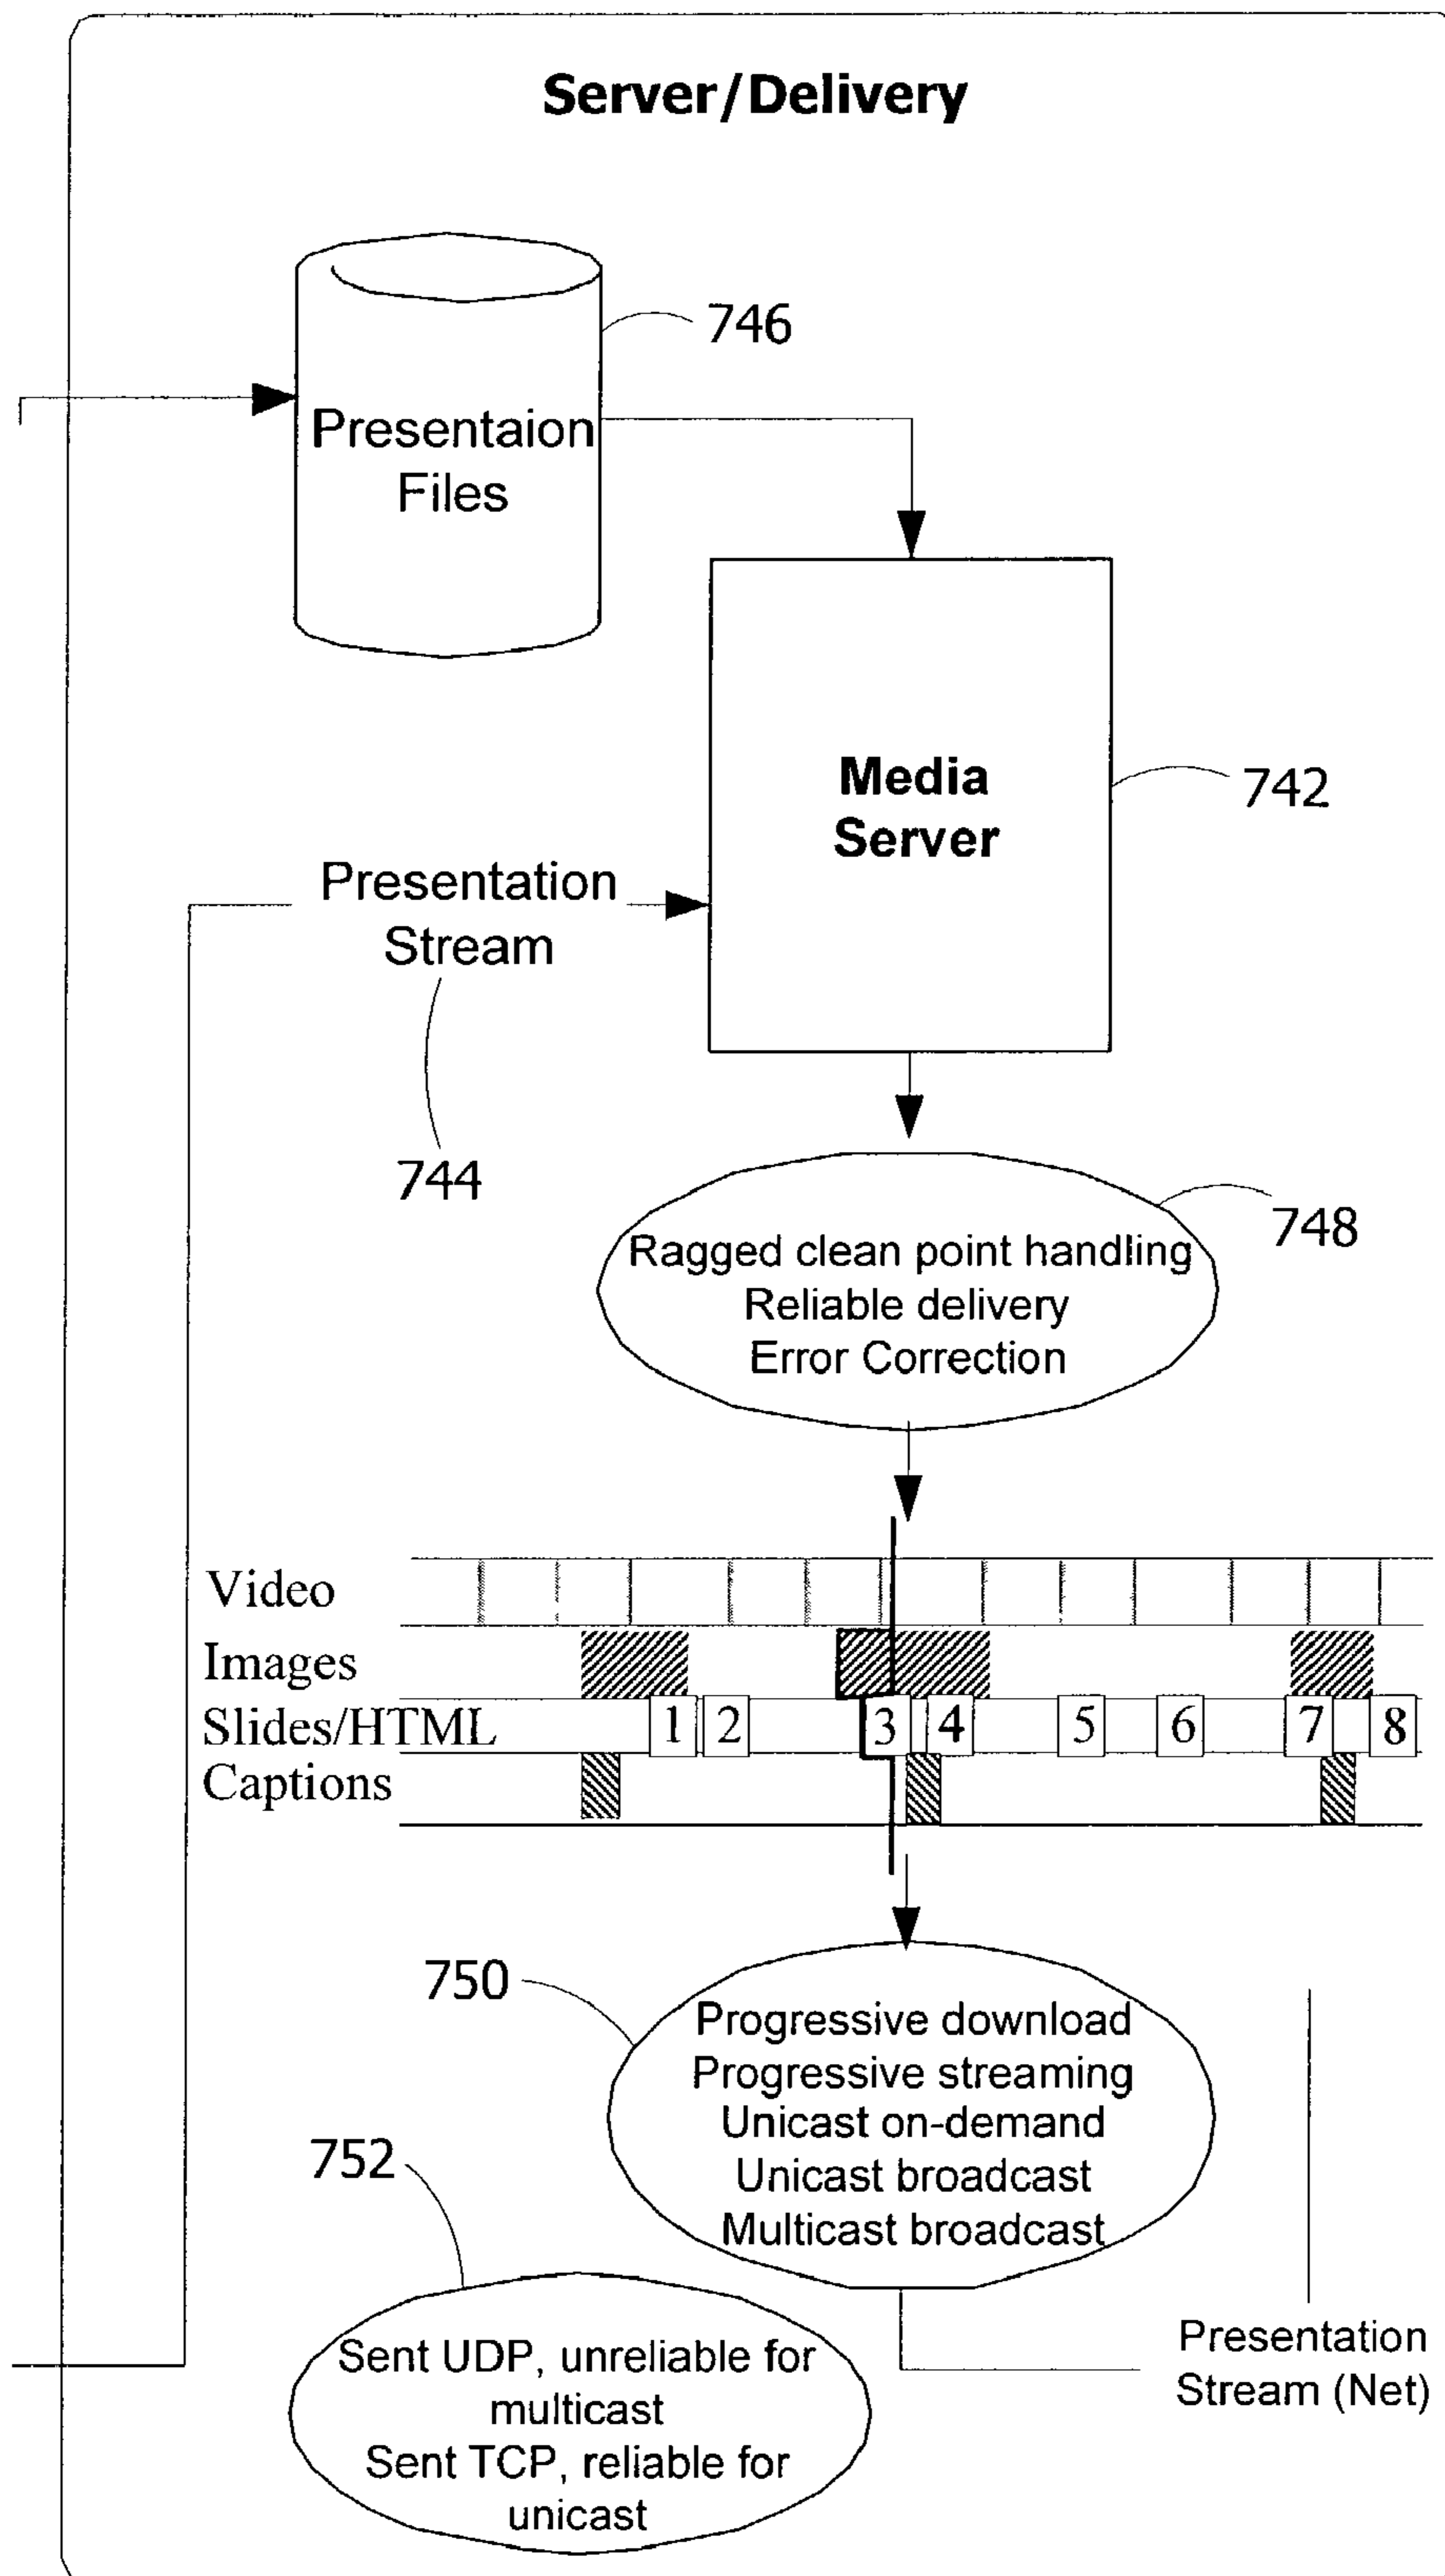 Server/Delivery
746
Presentaion
Files
Media
Server
742
Presentation
Stream
744
748
Ragged clean point handling
Reliable delivery
Error Correction
Video
Images
Slides/HTML
1 2 3 4 5 6 7 8
Captions
750
Progressive download
Progressive streaming
Unicast on-demand
Unicast broadcast
Multicast broadcast
752
Sent UDP, unreliable for
multicast
Sent TCP, reliable for
unicast
Presentation
Stream (Net)